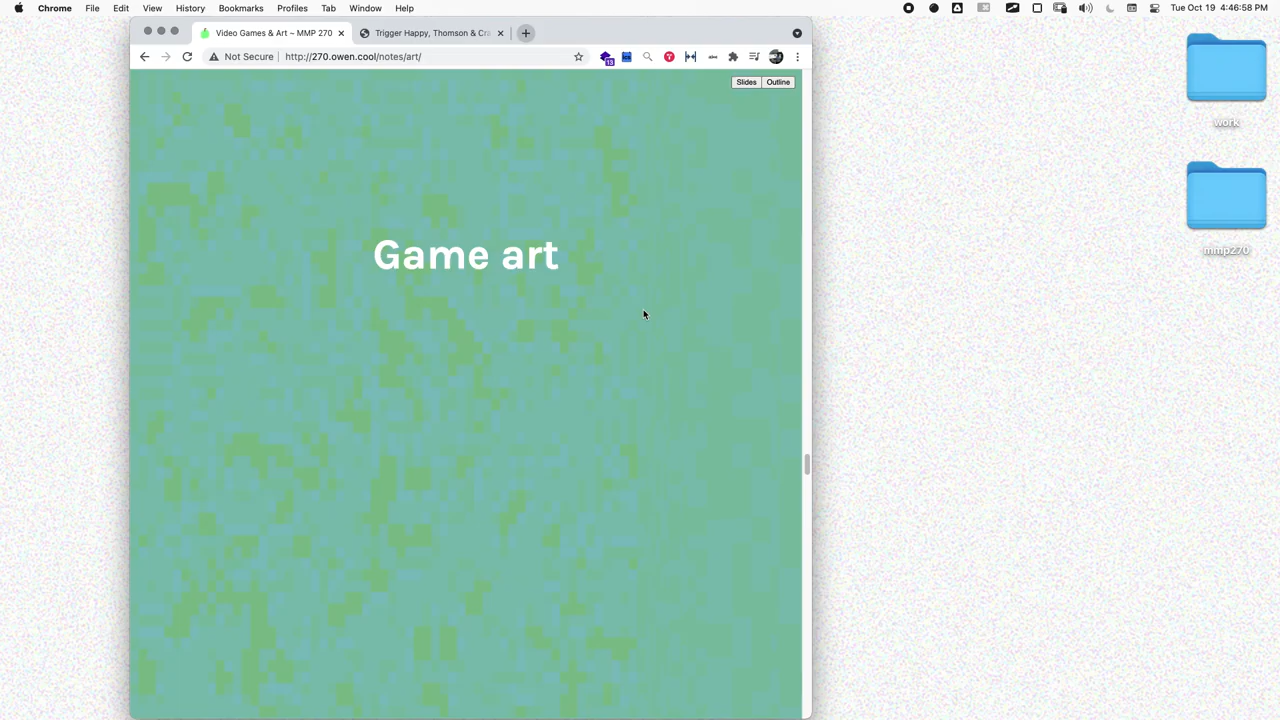 Chrome File Edit View History Bookmarks Profiles Tab Window Help Tue Oct 19 4:46:58 PM
Video Games & Art ~ MMP 270 Trigger Happy, Thomson & Cra
Not Secure http://270.owen.cool/notes/art/ 13
Slides Outline
work
Game art
mmp270